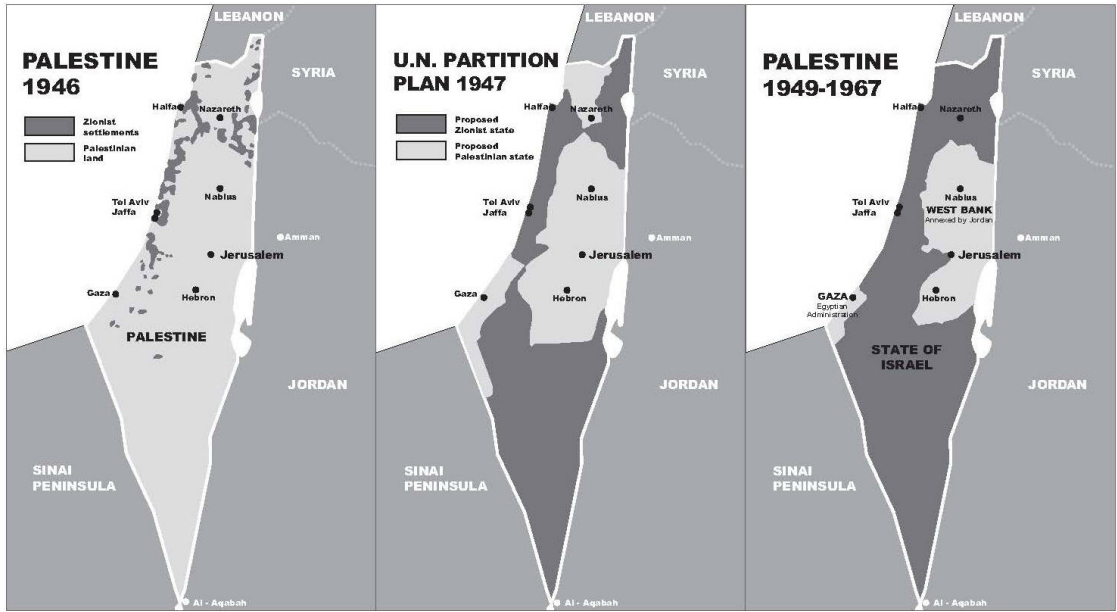 LEBANON
PALESTINE
1946
SYRIA
Zionist
settlements
Palestinian
land
Haifa
Nazareth
Nablus
Tel Aviv
Jaffa
Amman
Jerusalem
Gaza
Hebron
PALESTINE
JORDAN
SINAI
PENINSULA
Al - Aqabah
LEBANON
U.N. PARTITION
PLAN 1947
SYRIA
Proposed
Zionist state
Proposed
Palestinian state
Haifa
Nazareth
Nablus
Tel Aviv
Jaffa
Amman
Jerusalem
Gaza
Hebron
JORDAN
SINAI
PENINSULA
Al - Aqabah
LEBANON
PALESTINE
1949-1967
SYRIA
Haifa
Nazareth
Nablus
Tel Aviv
Jaffa
WEST BANK
Annexed by Jordan
Amman
Jerusalem
GAZA
Egyptian
Administration
Hebron
STATE OF
ISRAEL
JORDAN
SINAI
PENINSULA
Al - Aqabah